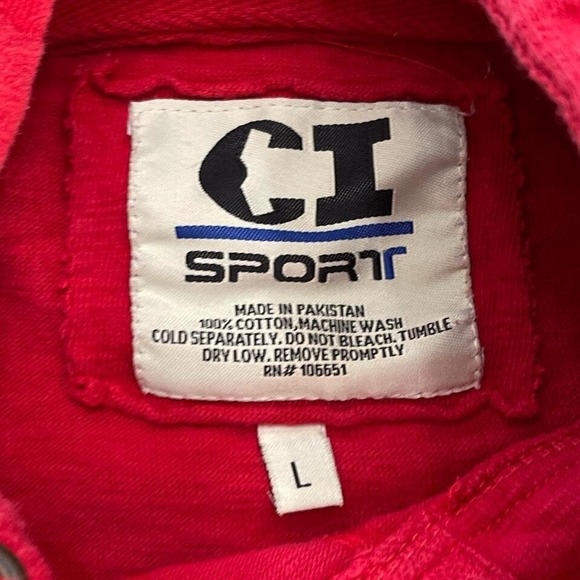 CI
SPORT
MADE IN PAKISTAN
100% COTTON,MACHINE WASH
COLD SEPARATELY. DO NOT BLEACH. TUMBLE
DRY LOW. REMOVE PROMPTLY
RN# 106651
L